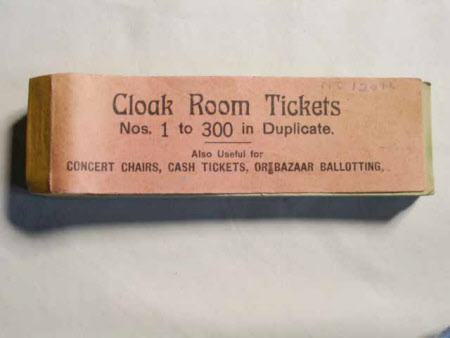 Cloak Room Tickets
Nos. 1 to 300 in Duplicate.
Also Useful for
CONCERT CHAIRS, CASH TICKETS, OR BAZAAR BALLOTTING,